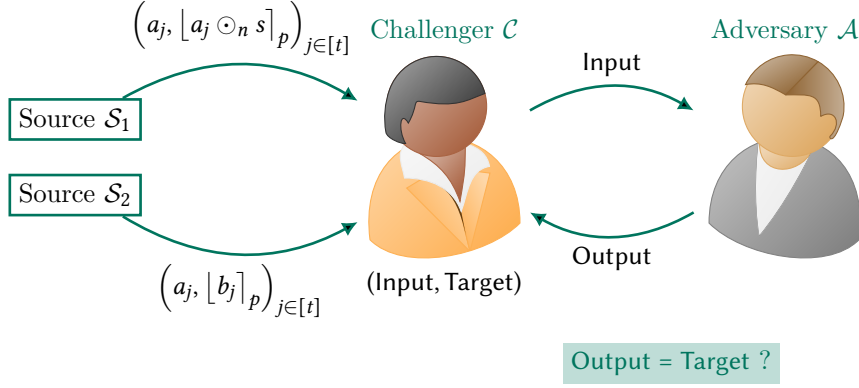 (a_j, ⌊a_j ⊙_n s⌉_p)_{j∈[t]}
Challenger 𝒞
Adversary 𝒜
Input
Source 𝒮_1
Source 𝒮_2
Output
(a_j, ⌊b_j⌉_p)_{j∈[t]}
(Input, Target)
Output = Target ?